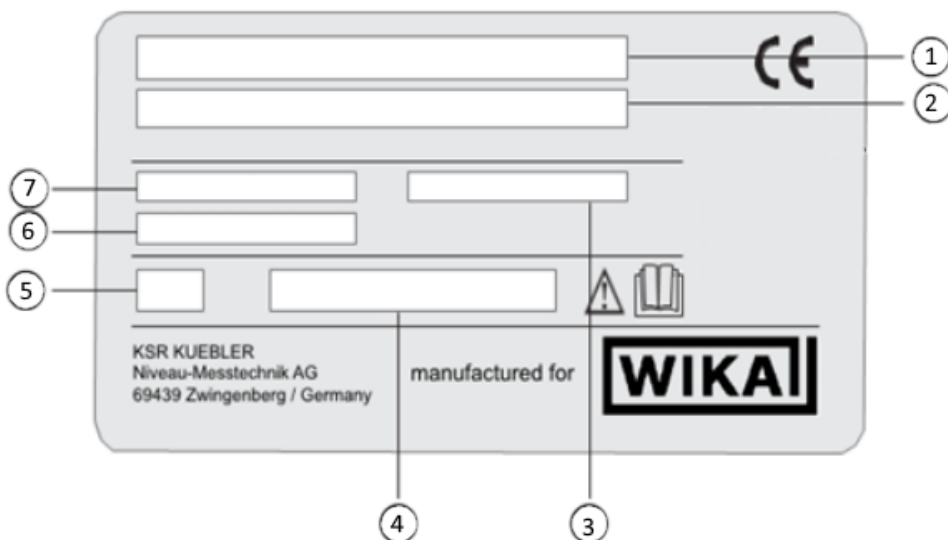 1
CE
2
7
6
5
KSR KUEBLER
Niveau-Messtechnik AG
69439 Zwingenberg / Germany
manufactured for
WIKA
4
3